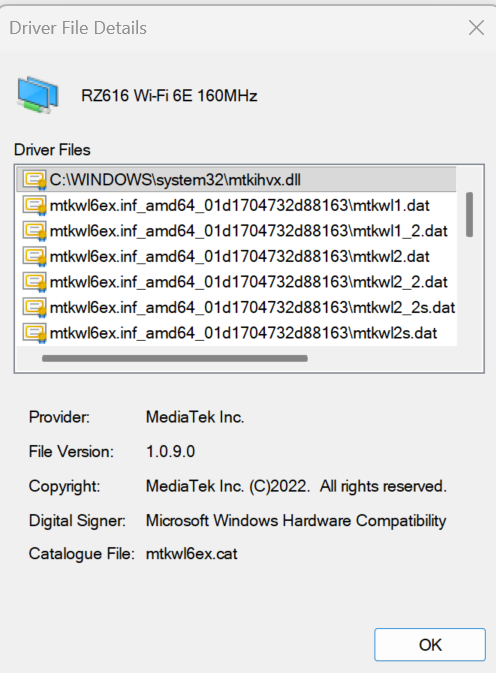 Driver File Details
RZ616 Wi-Fi 6E 160MHz
Driver Files
C:\WINDOWS\system32\mtkihvx.dll
mtkwl6ex.inf_amd64_01d1704732d88163\mtkwl1.dat
mtkwl6ex.inf_amd64_01d1704732d88163\mtkwl1_2.dat
mtkwl6ex.inf_amd64_01d1704732d88163\mtkwl2.dat
mtkwl6ex.inf_amd64_01d1704732d88163\mtkwl2_2.dat
mtkwl6ex.inf_amd64_01d1704732d88163\mtkwl2_2s.dat
mtkwl6ex.inf_amd64_01d1704732d88163\mtkwl2s.dat
Provider: MediaTek Inc.
File Version: 1.0.9.0
Copyright: MediaTek Inc. (C)2022.  All rights reserved.
Digital Signer: Microsoft Windows Hardware Compatibility
Catalogue File: mtkwl6ex.cat
OK